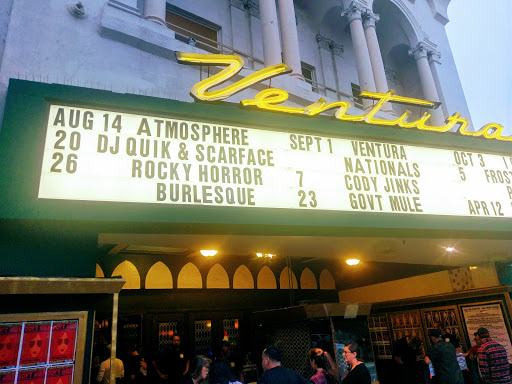 Ventura
AUG 14 ATMOSPHERE SEPT 1 VENTURA OCT 3
20 DJ QUIK & SCARFACE NATIONALS 5 FROS
26 ROCKY HORROR 7 CODY JINKS
BURLESQUE 23 GOVT MULE APR 12